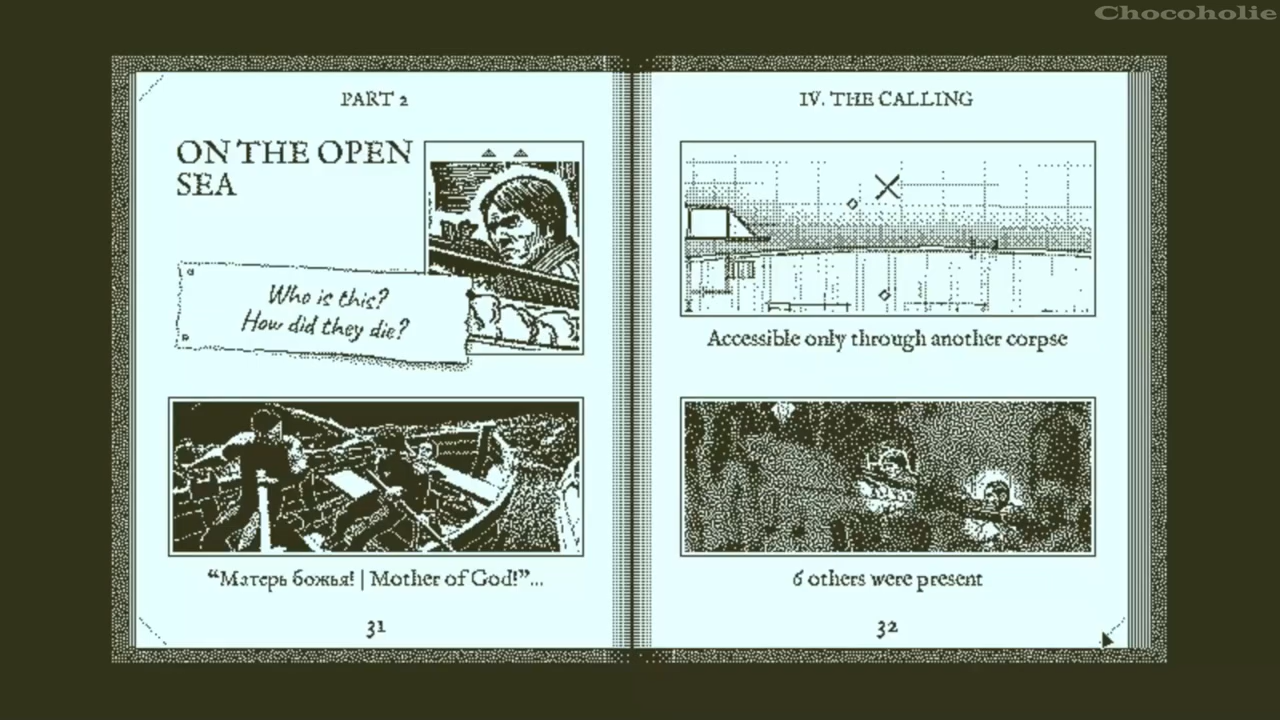 Chocoholie
PART 2
ON THE OPEN
SEA
Who is this?
How did they die?
“Матерь божья! | Mother of God!”...
31
IV. THE CALLING
Accessible only through another corpse
6 others were present
32